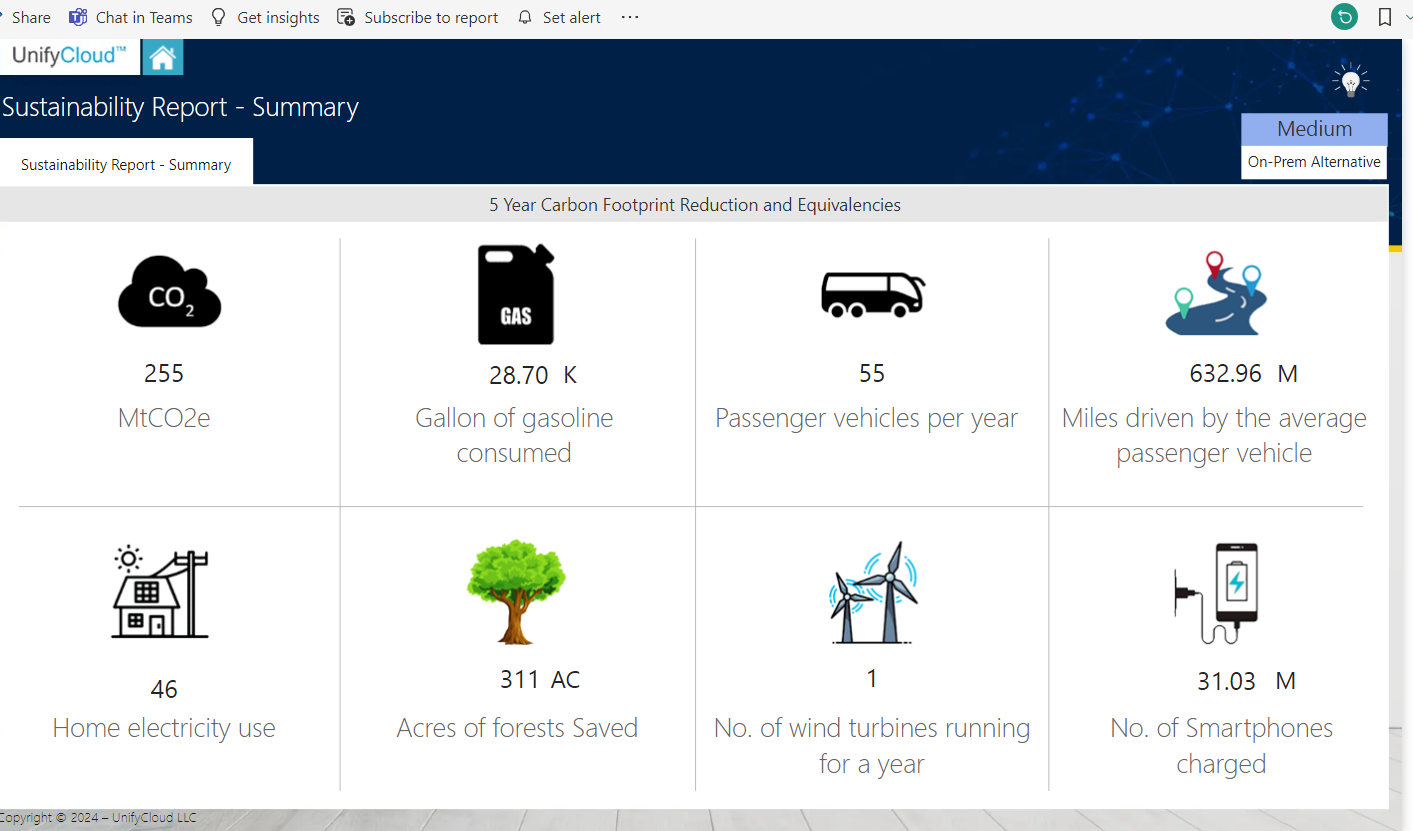 Share Chat in Teams Get insights Subscribe to report Set alert ...
UnifyCloud™
Sustainability Report - Summary
Medium
On-Prem Alternative
Sustainability Report - Summary
5 Year Carbon Footprint Reduction and Equivalencies
CO2
255
MtCO2e
GAS
28.70 K
Gallon of gasoline
consumed
55
Passenger vehicles per year
632.96 M
Miles driven by the average
passenger vehicle
46
Home electricity use
311 AC
Acres of forests Saved
1
No. of wind turbines running
for a year
31.03 M
No. of Smartphones
charged
Copyright © 2024 – UnifyCloud LLC